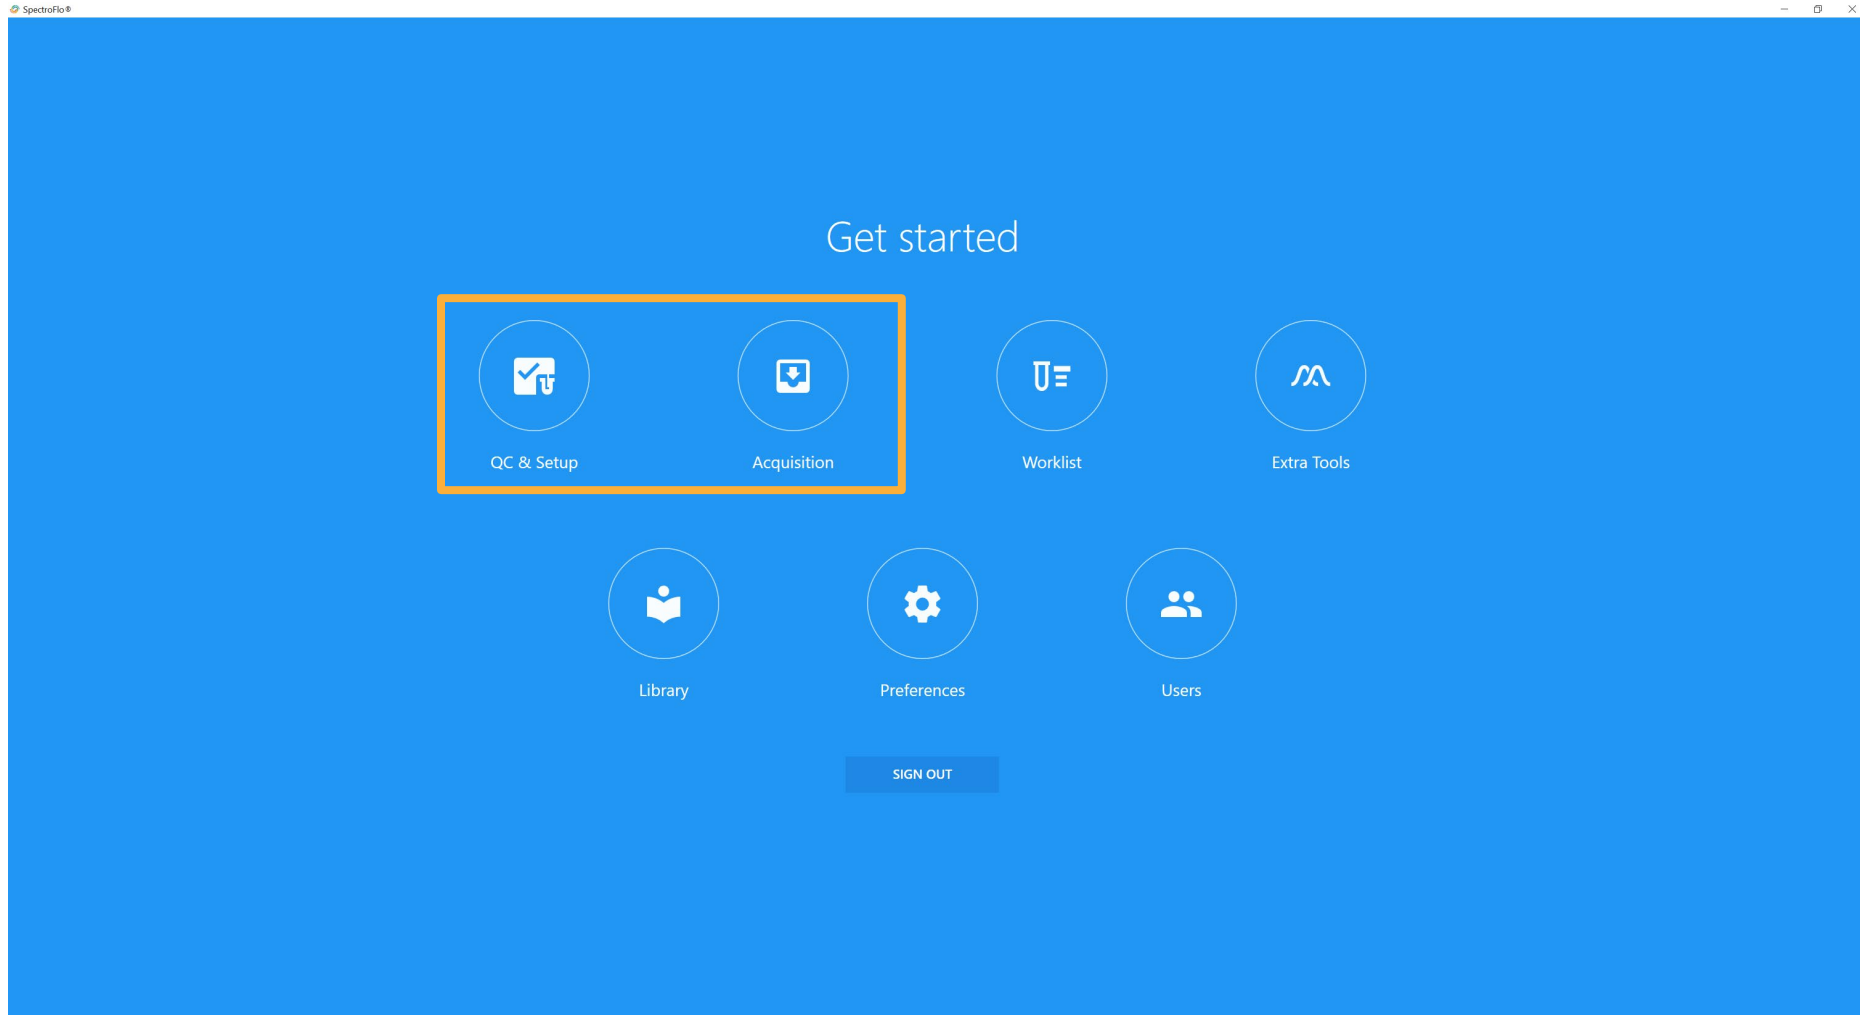 SpectroFlo®
Get started
QC & Setup
Acquisition
Worklist
Extra Tools
Library
Preferences
Users
SIGN OUT